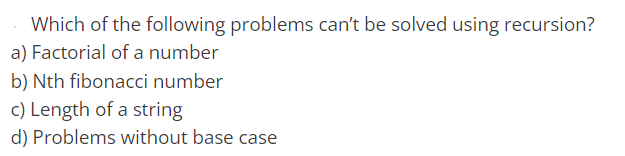 Which of the following problems can't be solved using recursion?
a) Factorial of a number
b) Nth fibonacci number
c) Length of a string
d) Problems without base case